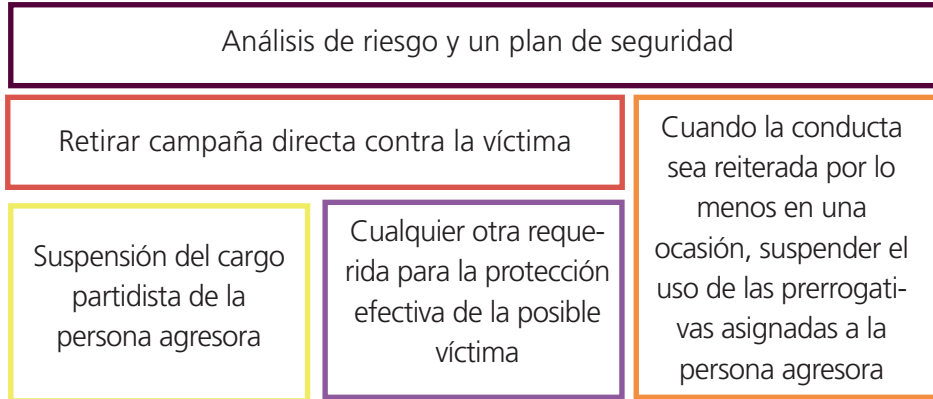 Análisis de riesgo y un plan de seguridad
Retirar campaña directa contra la víctima
Cuando la conducta
sea reiterada por lo
menos en una
ocasión, suspender el
uso de las prerrogati-
vas asignadas a la
persona agresora
Suspensión del cargo
partidista de la
persona agresora
Cualquier otra reque-
rida para la protección
efectiva de la posible
víctima